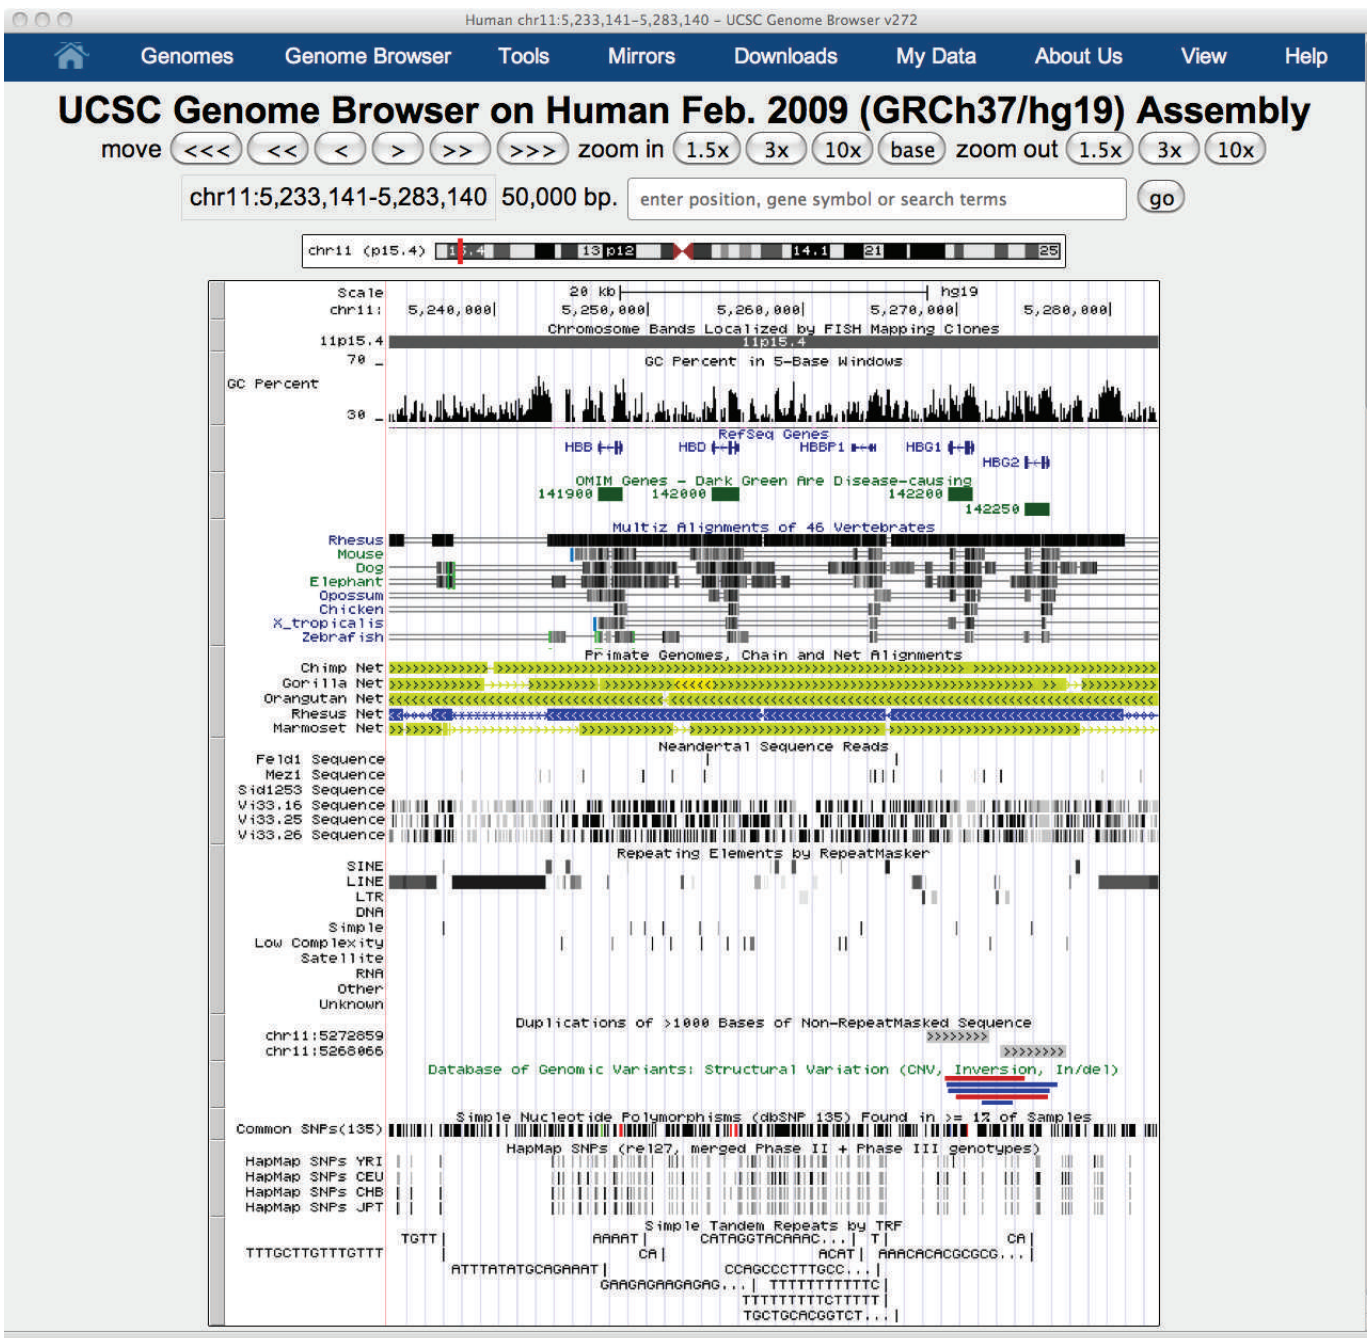 Human chr11:5,233,141-5,283,140 - UCSC Genome Browser v272
Genomes Genome Browser Tools Mirrors Downloads My Data About Us View Help
UCSC Genome Browser on Human Feb. 2009 (GRCh37/hg19) Assembly
move <<< << < > >> >>> zoom in 1.5x 3x 10x base zoom out 1.5x 3x 10x
chr11:5,233,141-5,283,140 50,000 bp. enter position, gene symbol or search terms go
chr11 (p15.4) 13 p12 14.1 21 25
Scale 20 kb hg19
chr11: 5,240,000| 5,250,000| 5,260,000| 5,270,000| 5,280,000|
Chromosome Bands Localized by FISH Mapping Clones
11p15.4 11p15.4
70 _ GC Percent in 5-Base Windows
GC Percent
30 _
RefSeq Genes
HBB HBD HBBP1 HBG1
HBG2
OMIM Genes - Dark Green Are Disease-causing
141900 142000 142200
142250
Multiz Alignments of 46 Vertebrates
Rhesus
Mouse
Dog
Elephant
Opossum
Chicken
X_tropicalis
Zebrafish
Primate Genomes, Chain and Net Alignments
Chimp Net
Gorilla Net
Orangutan Net
Rhesus Net
Marmoset Net
Neandertal Sequence Reads
Feld1 Sequence
Mez1 Sequence
Sid1253 Sequence
Vi33.16 Sequence
Vi33.25 Sequence
Vi33.26 Sequence
Repeating Elements by RepeatMasker
SINE
LINE
LTR
DNA
Simple
Low Complexity
Satellite
RNA
Other
Unknown
Duplications of >1000 Bases of Non-RepeatMasked Sequence
chr11:5272859
chr11:5268066
Database of Genomic Variants: Structural Variation (CNV, Inversion, In/del)
Simple Nucleotide Polymorphisms (dbSNP 135) Found in >= 1% of Samples
Common SNPs(135)
HapMap SNPs (rel27, merged Phase II + Phase III genotypes)
HapMap SNPs YRI
HapMap SNPs CEU
HapMap SNPs CHB
HapMap SNPs JPT
Simple Tandem Repeats by TRF
TGTT| AAAAT| CATAGGTACAAAC...| T| CA|
TTTGCTTGTTTGTTT | CA| ACAT| AAACACACGCGCG...|
ATTTATATGCAGAAAT| CCAGCCCTTTGCC...|
GAAGAGAAGAGAG...| TTTTTTTTTTTC|
TTTTTTTTTCTTTTT|
TGCTGCACGGTCT...|